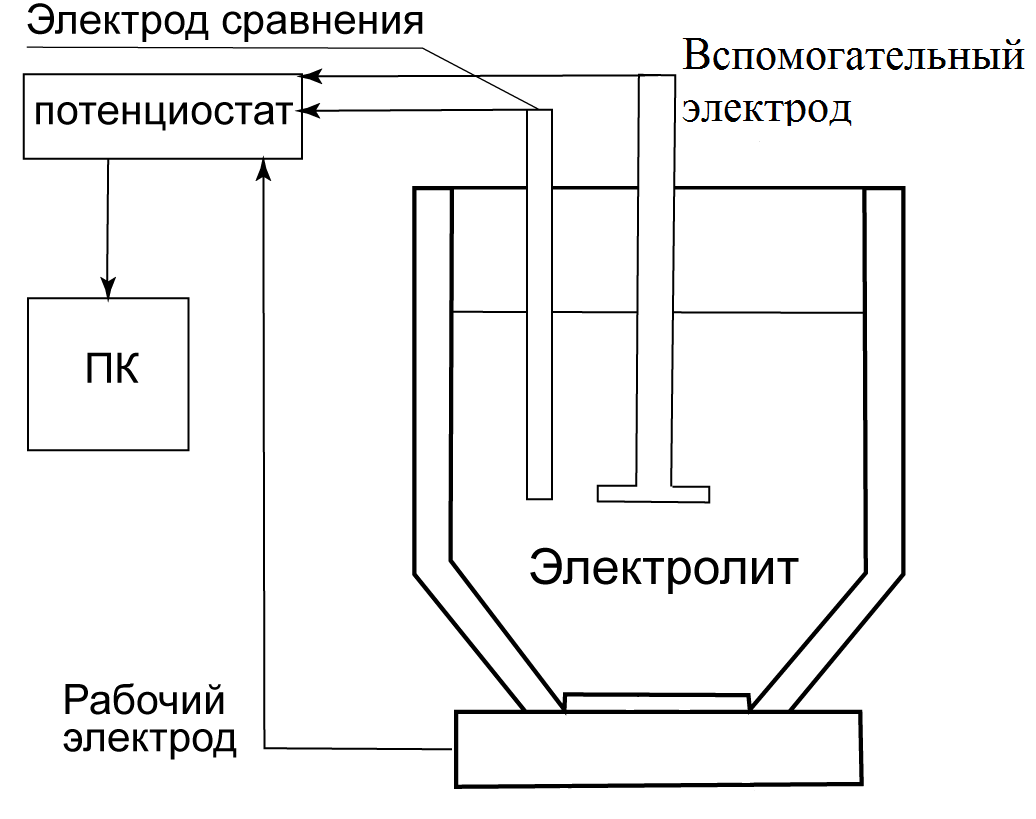 Электрод сравнения
Вспомогательный
электрод
потенциостат
ПК
Электролит
Рабочий
электрод